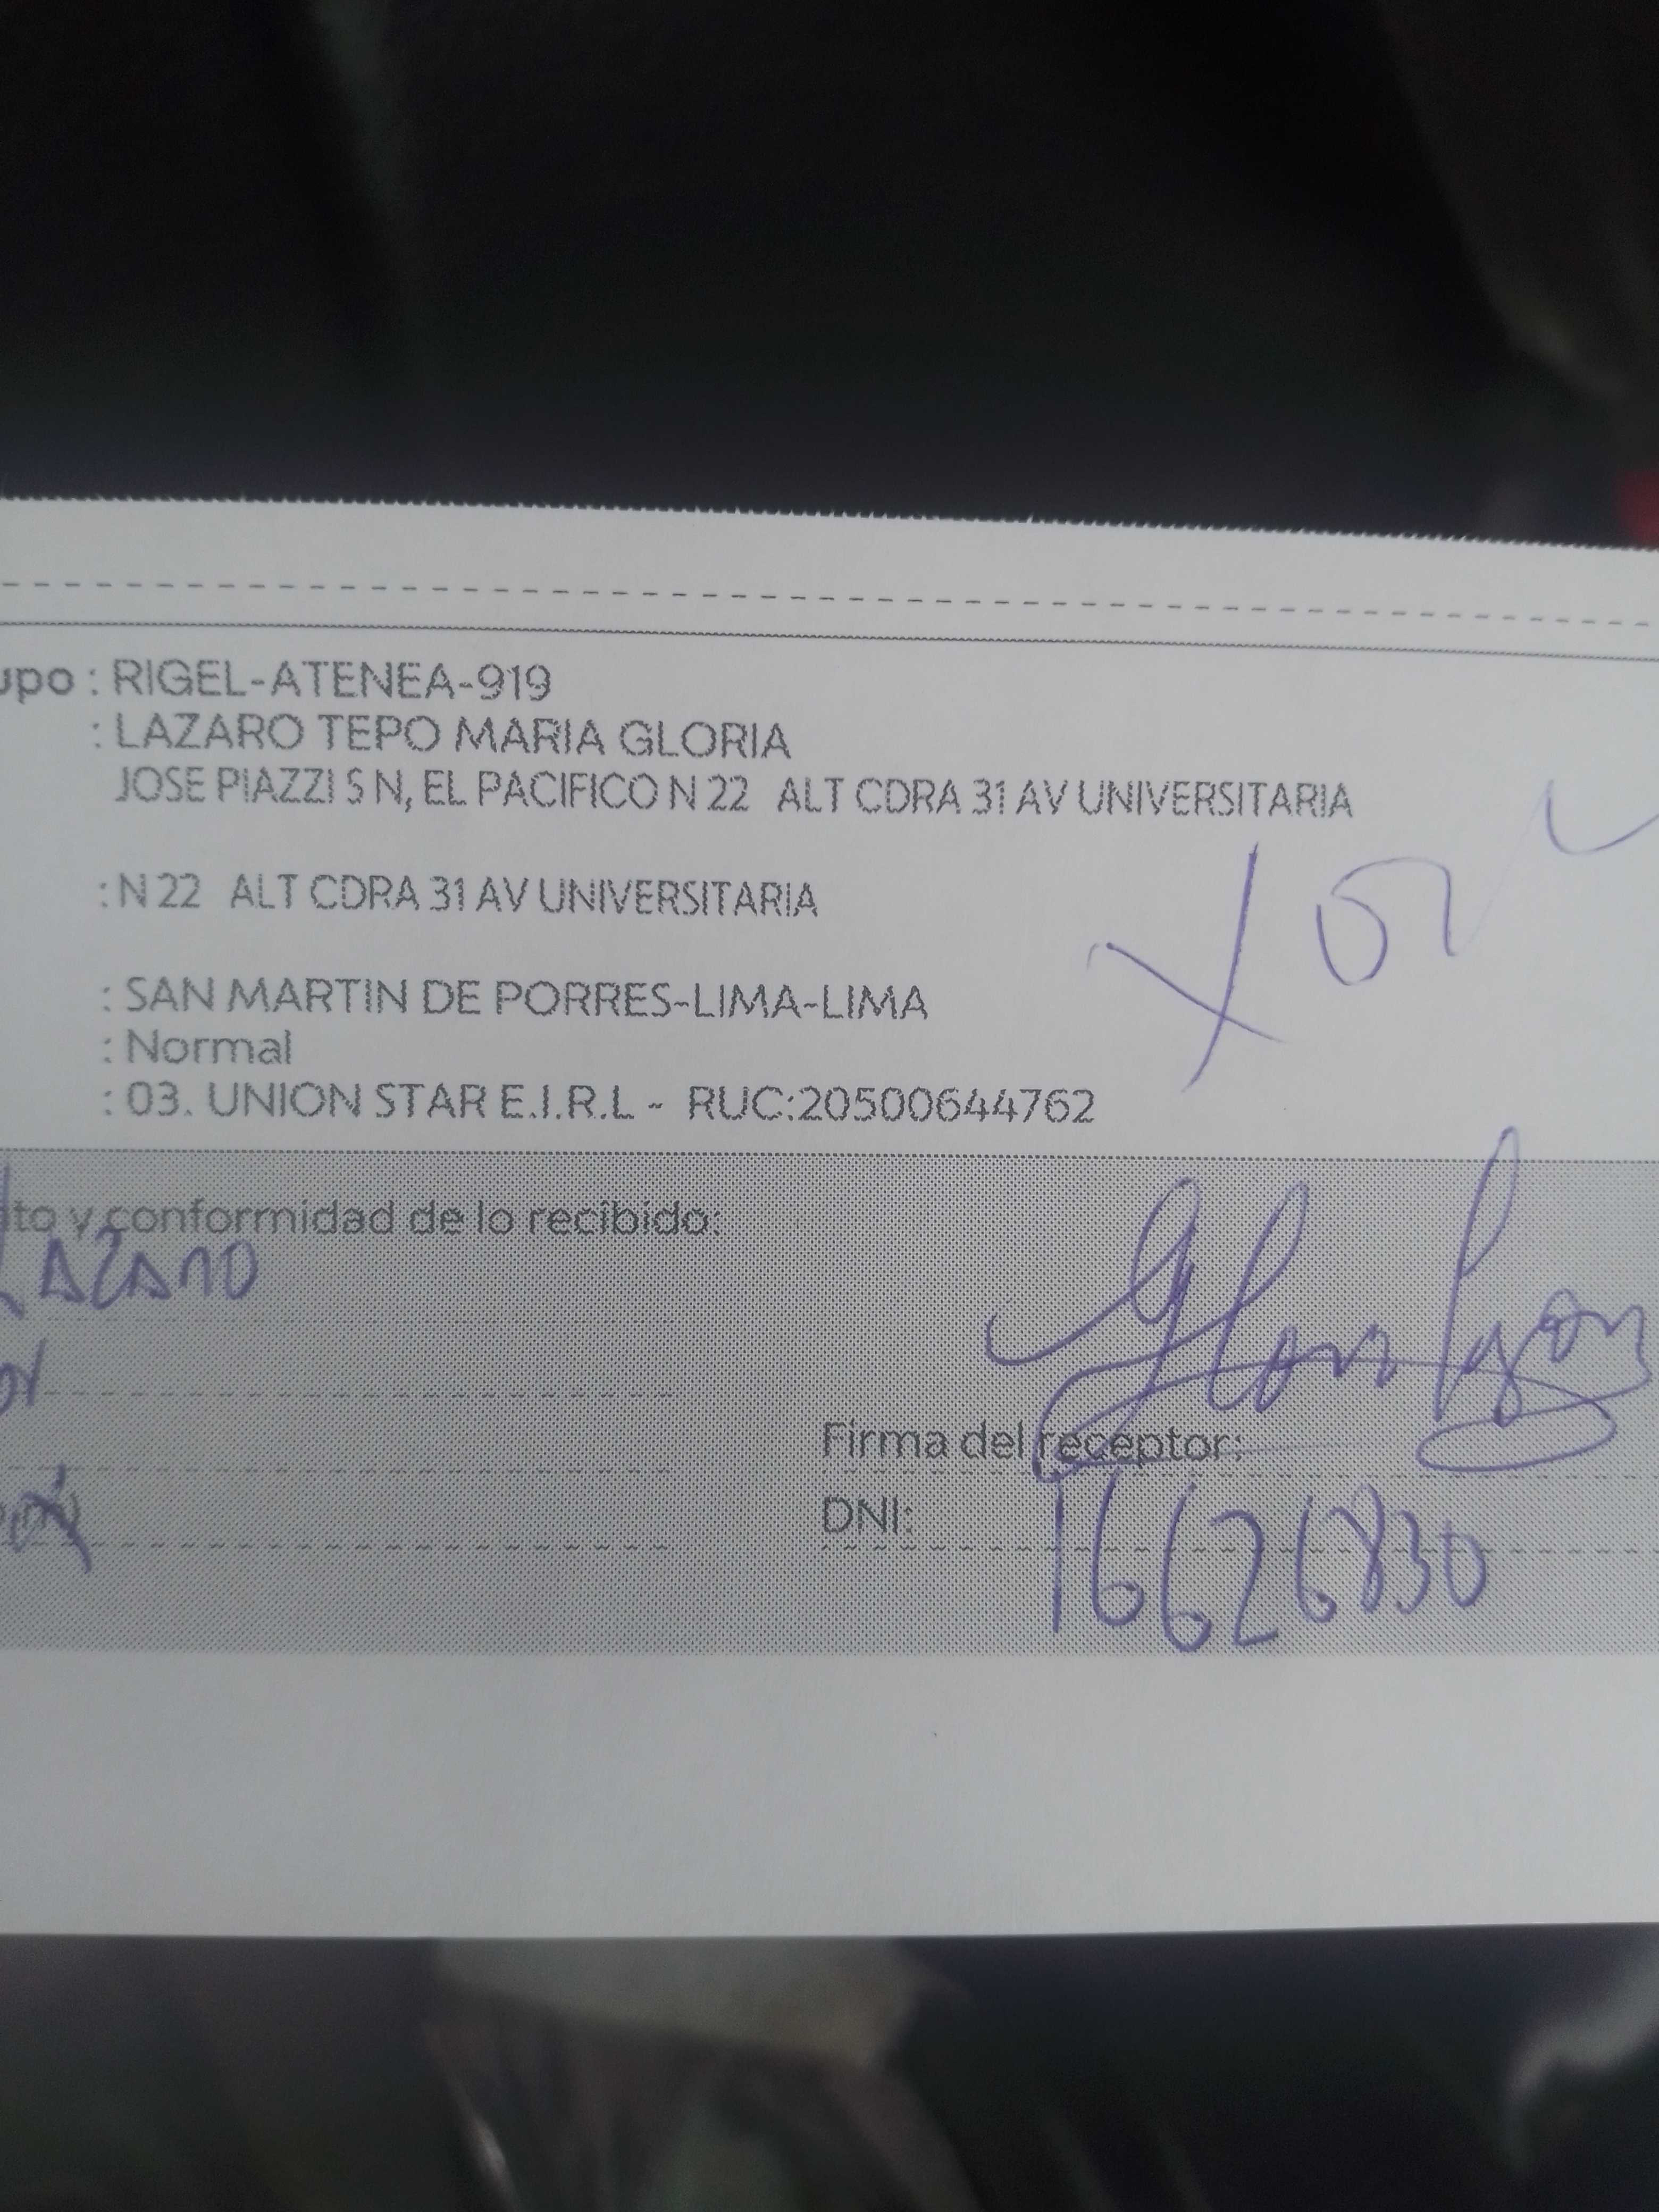 upo : RIGEL-ATENEA-919
: LAZARO TEPO MARIA GLORIA
JOSE PIAZZI S N, EL PACIFICO N 22 ALT CDRA 31 AV UNIVERSITARIA
: N 22 ALT CDRA 31 AV UNIVERSITARIA
: SAN MARTIN DE PORRES-LIMA-LIMA
: Normal
: 03. UNION STAR E.I.R.L - RUC:20500644762
to y conformidad de lo recibido:
LAZARO
Firma del receptor:
DNI: 16626830